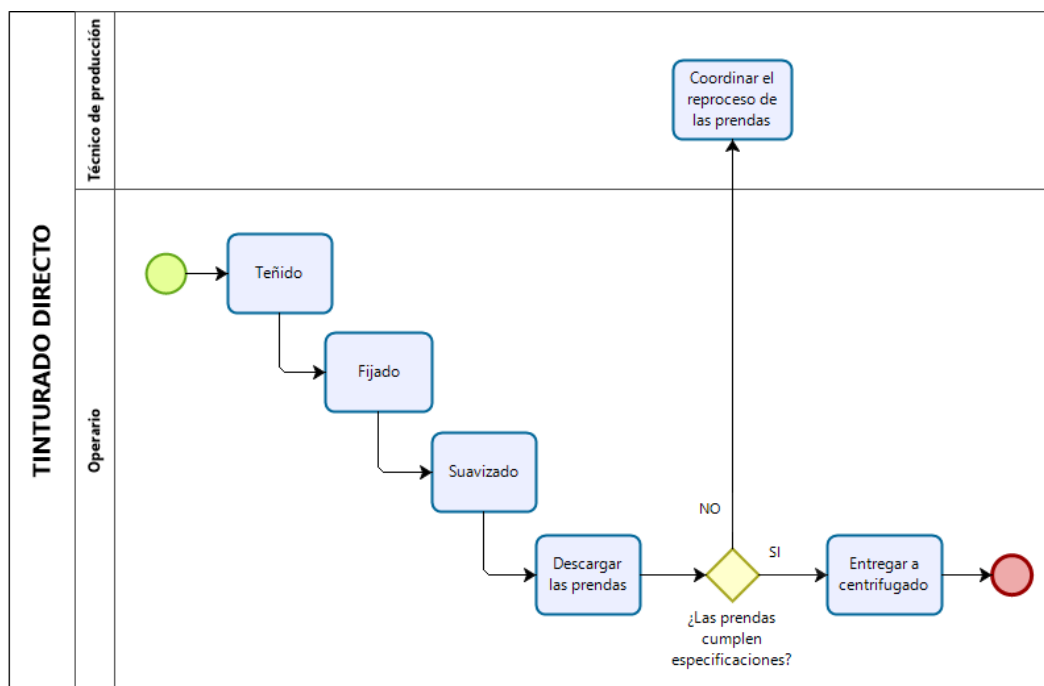 TINTURADO DIRECTO
Técnico de producción
Coordinar el
reproceso de
las prendas
Operario
Teñido
Fijado
Suavizado
Descargar
las prendas
NO
SI
¿Las prendas
cumplen
especificaciones?
Entregar a
centrifugado